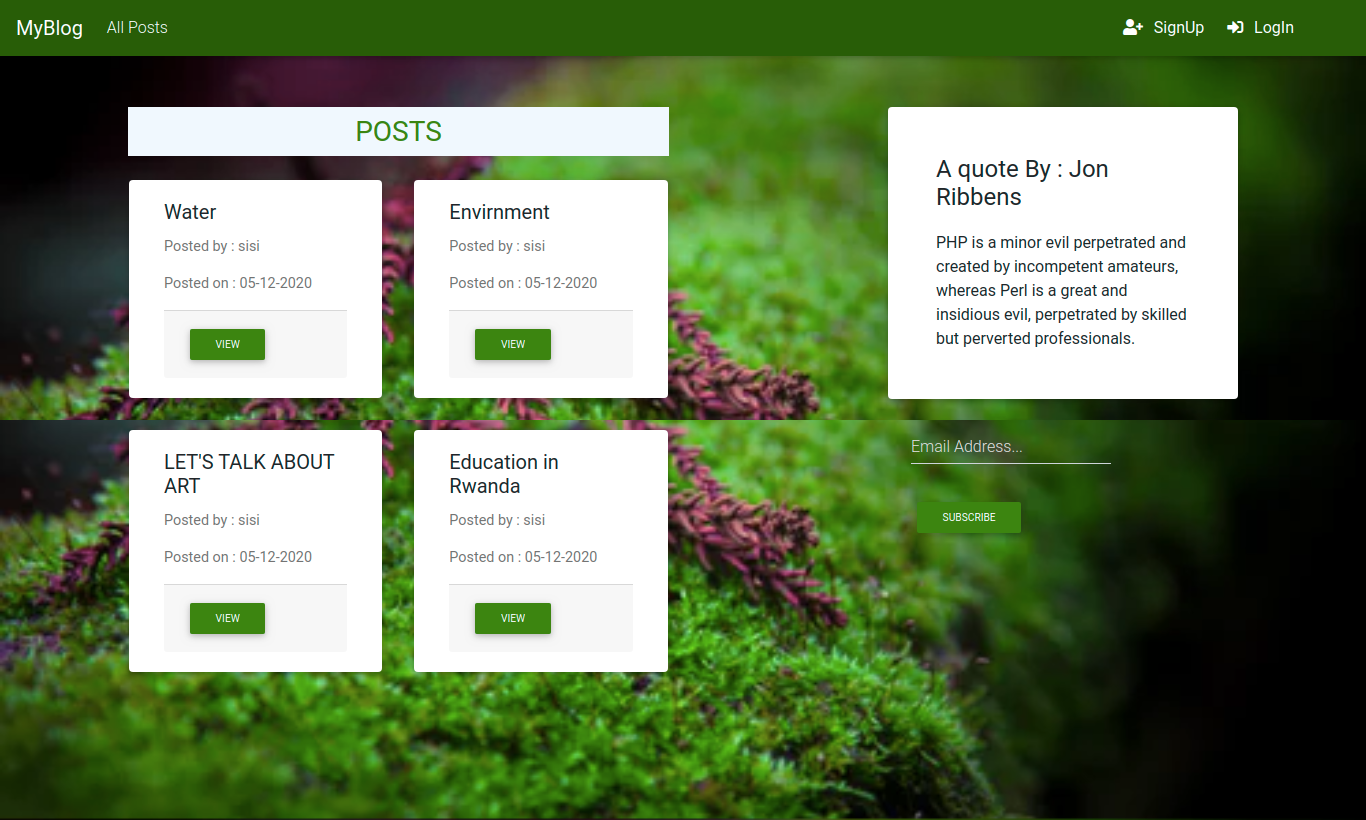 MyBlog All Posts SignUp LogIn
POSTS
Water
Posted by : sisi
Posted on : 05-12-2020
VIEW
Envirnment
Posted by : sisi
Posted on : 05-12-2020
VIEW
LET'S TALK ABOUT
ART
Posted by : sisi
Posted on : 05-12-2020
VIEW
Education in
Rwanda
Posted by : sisi
Posted on : 05-12-2020
VIEW
A quote By : Jon
Ribbens
PHP is a minor evil perpetrated and
created by incompetent amateurs,
whereas Perl is a great and
insidious evil, perpetrated by skilled
but perverted professionals.
Email Address...
SUBSCRIBE